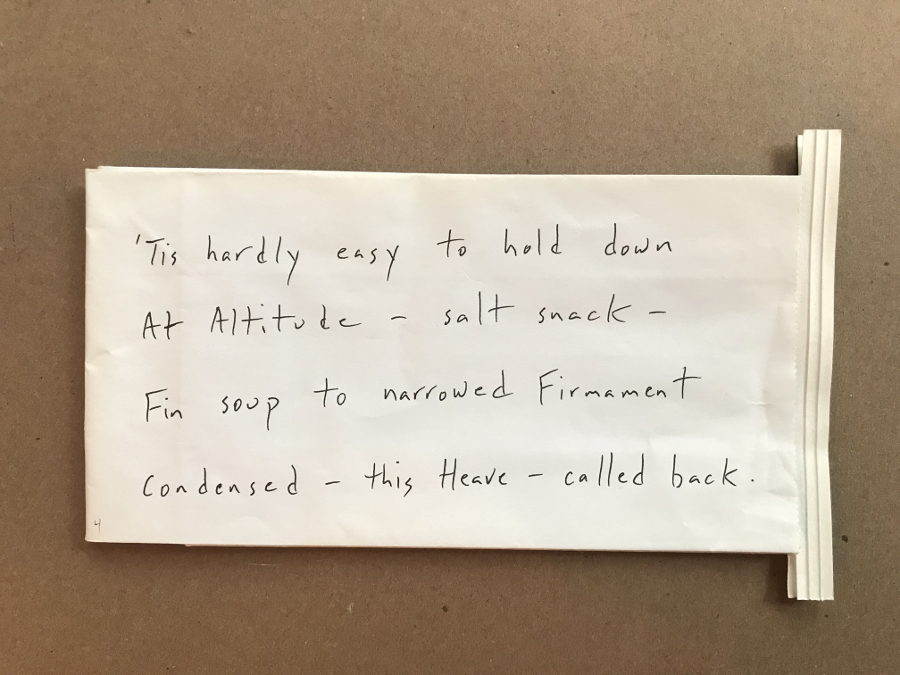 'Tis hardly easy to hold down
At Altitude – salt snack –
Fin soup to narrowed Firmament
Condensed – this Heave – called back.
4